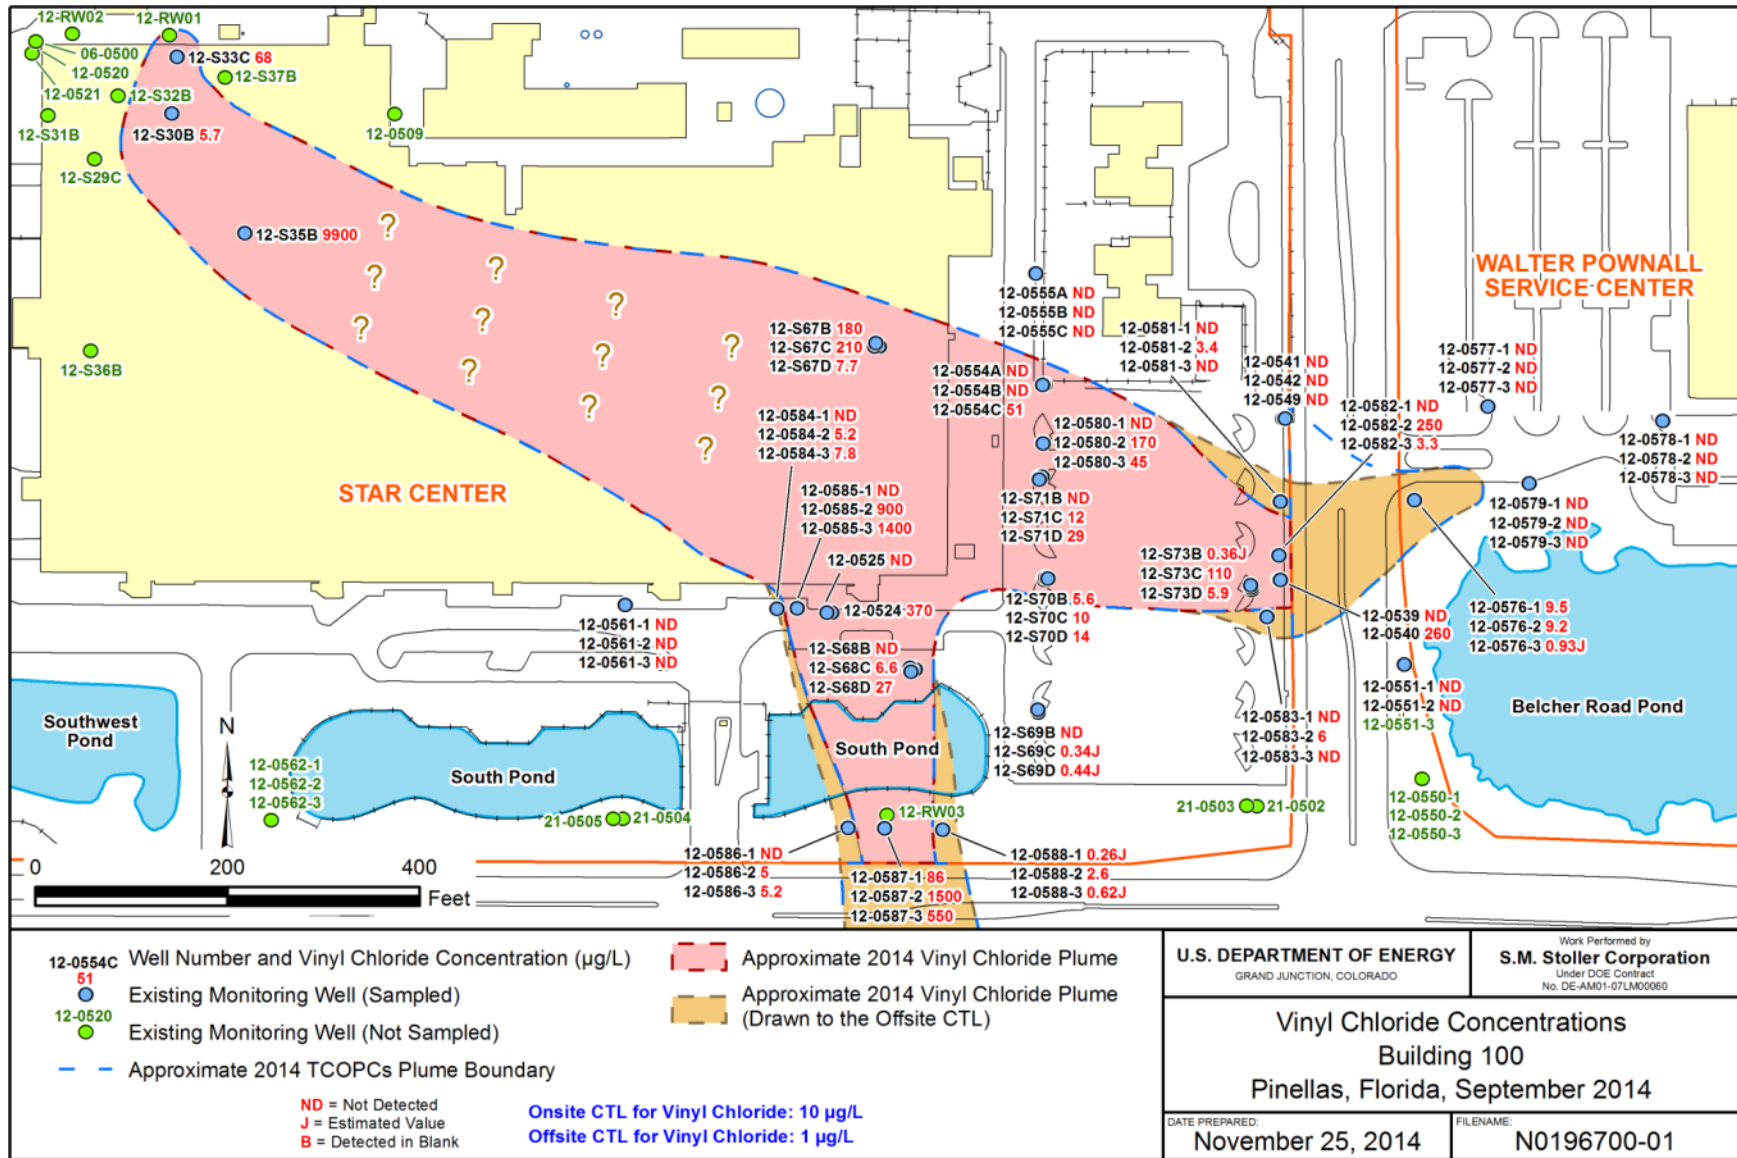 12-RW02
12-RW01
06-0500
12-0520
12-0521
12-S33C 68
12-S37B
12-S32B
12-S31B
12-S30B 5.7
12-0509
12-S29C
12-S35B 9900
? ? ? ? ? ? ? ? ? ? ? ? ?
12-S36B
STAR CENTER
WALTER POWNALL
SERVICE CENTER
12-S67B 180
12-S67C 210
12-S67D 7.7
12-0555A ND
12-0555B ND
12-0555C ND
12-0554A ND
12-0554B ND
12-0554C 51
12-0581-1 ND
12-0581-2 3.4
12-0581-3 ND
12-0541 ND
12-0542 ND
12-0549 ND
12-0577-1 ND
12-0577-2 ND
12-0577-3 ND
12-0582-1 ND
12-0582-2 250
12-0582-3 3.3
12-0578-1 ND
12-0578-2 ND
12-0578-3 ND
12-0584-1 ND
12-0584-2 5.2
12-0584-3 7.8
12-0580-1 ND
12-0580-2 170
12-0580-3 45
12-0585-1 ND
12-0585-2 900
12-0585-3 1400
12-S71B ND
12-S71C 12
12-S71D 29
12-0579-1 ND
12-0579-2 ND
12-0579-3 ND
12-0525 ND
12-0524 370
12-S73B 0.36J
12-S73C 110
12-S73D 5.9
12-S70B 5.6
12-S70C 10
12-S70D 14
12-0539 ND
12-0540 260
12-0576-1 9.5
12-0576-2 9.2
12-0576-3 0.93J
12-0561-1 ND
12-0561-2 ND
12-0561-3 ND
12-S68B ND
12-S68C 6.6
12-S68D 27
12-0551-1 ND
12-0551-2 ND
12-0551-3
12-S69B ND
12-S69C 0.34J
12-S69D 0.44J
12-0583-1 ND
12-0583-2 6
12-0583-3 ND
Belcher Road Pond
Southwest
Pond
N
South Pond
South Pond
12-0562-1
12-0562-2
12-0562-3
21-0505
21-0504
12-RW03
21-0503
21-0502
12-0550-1
12-0550-2
12-0550-3
12-0586-1 ND
12-0586-2 5
12-0586-3 5.2
12-0587-1 86
12-0587-2 1500
12-0587-3 550
12-0588-1 0.26J
12-0588-2 2.6
12-0588-3 0.62J
0 200 400
Feet
12-0554C
51
Well Number and Vinyl Chloride Concentration (µg/L)
Existing Monitoring Well (Sampled)
12-0520
Existing Monitoring Well (Not Sampled)
Approximate 2014 TCOPCs Plume Boundary
Approximate 2014 Vinyl Chloride Plume
Approximate 2014 Vinyl Chloride Plume
(Drawn to the Offsite CTL)
ND = Not Detected
J = Estimated Value
B = Detected in Blank
Onsite CTL for Vinyl Chloride: 10 µg/L
Offsite CTL for Vinyl Chloride: 1 µg/L
U.S. DEPARTMENT OF ENERGY
GRAND JUNCTION, COLORADO
Work Performed by
S.M. Stoller Corporation
Under DOE Contract
No. DE-AM01-07LM00060
Vinyl Chloride Concentrations
Building 100
Pinellas, Florida, September 2014
DATE PREPARED:
November 25, 2014
FILENAME:
N0196700-01